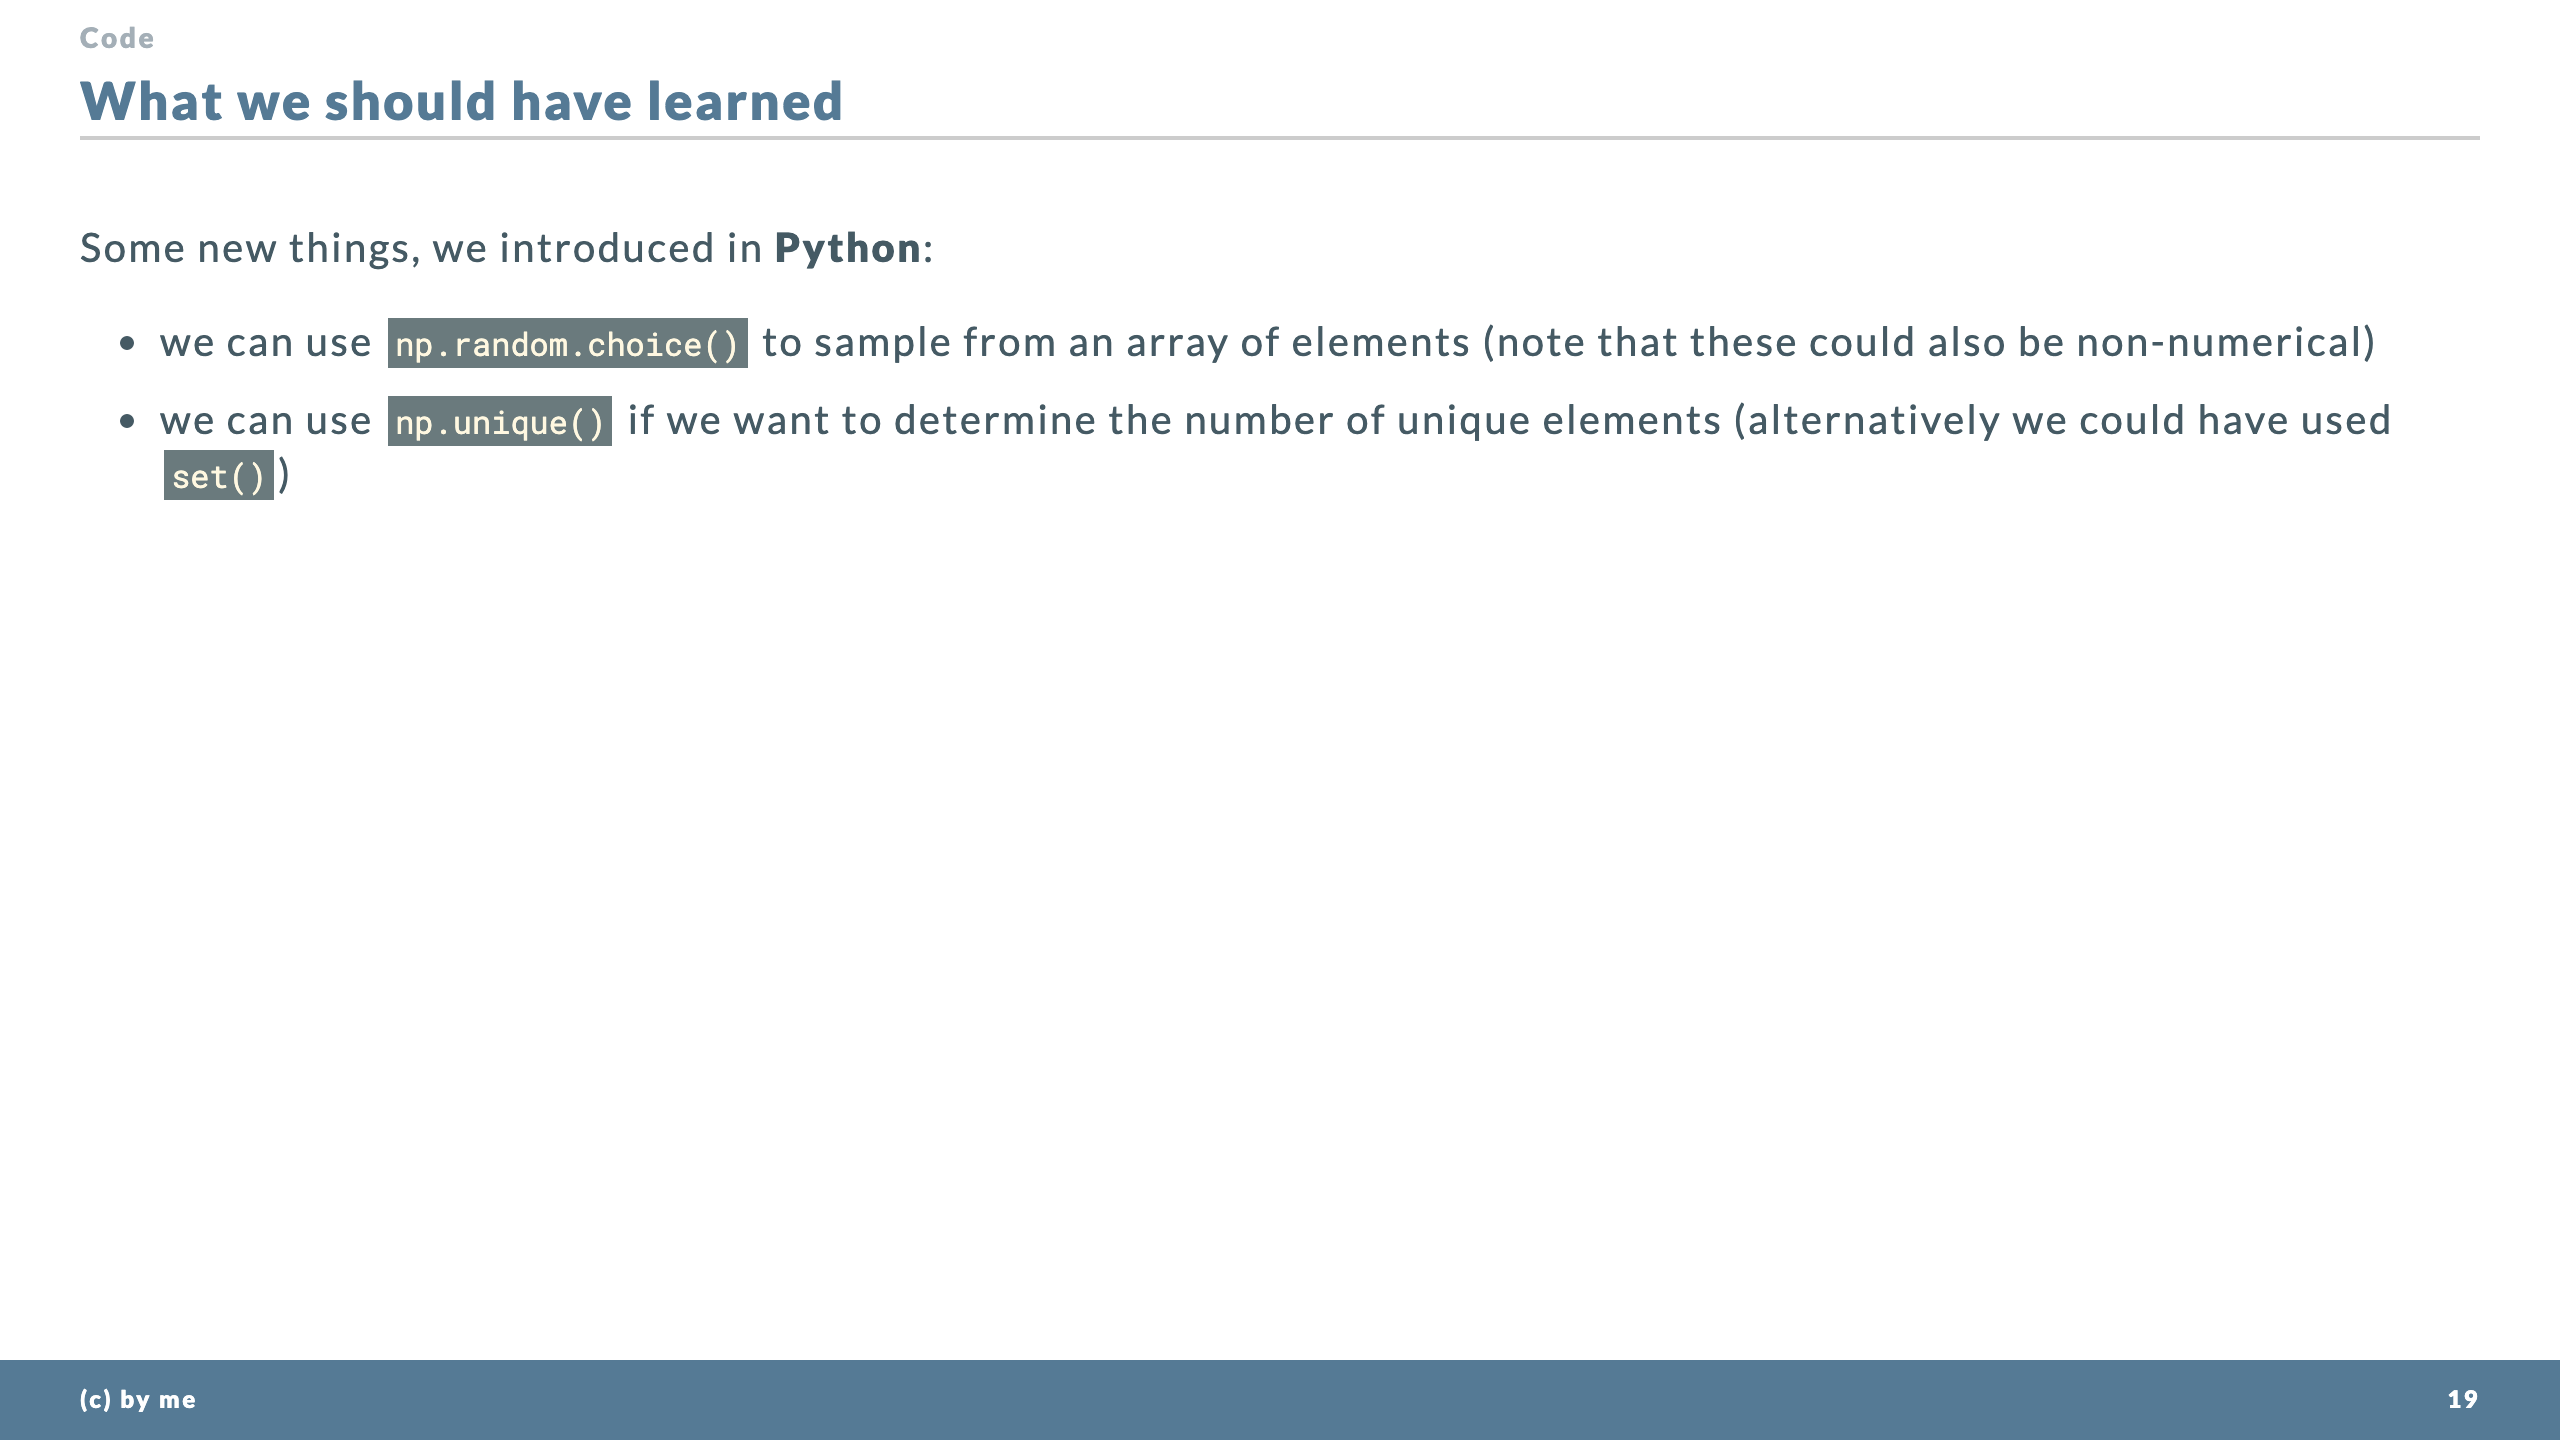 Code
What we should have learned
Some new things, we introduced in Python:
• we can use np.random.choice() to sample from an array of elements (note that these could also be non-numerical)
• we can use np.unique() if we want to determine the number of unique elements (alternatively we could have used
set())
(c) by me
19